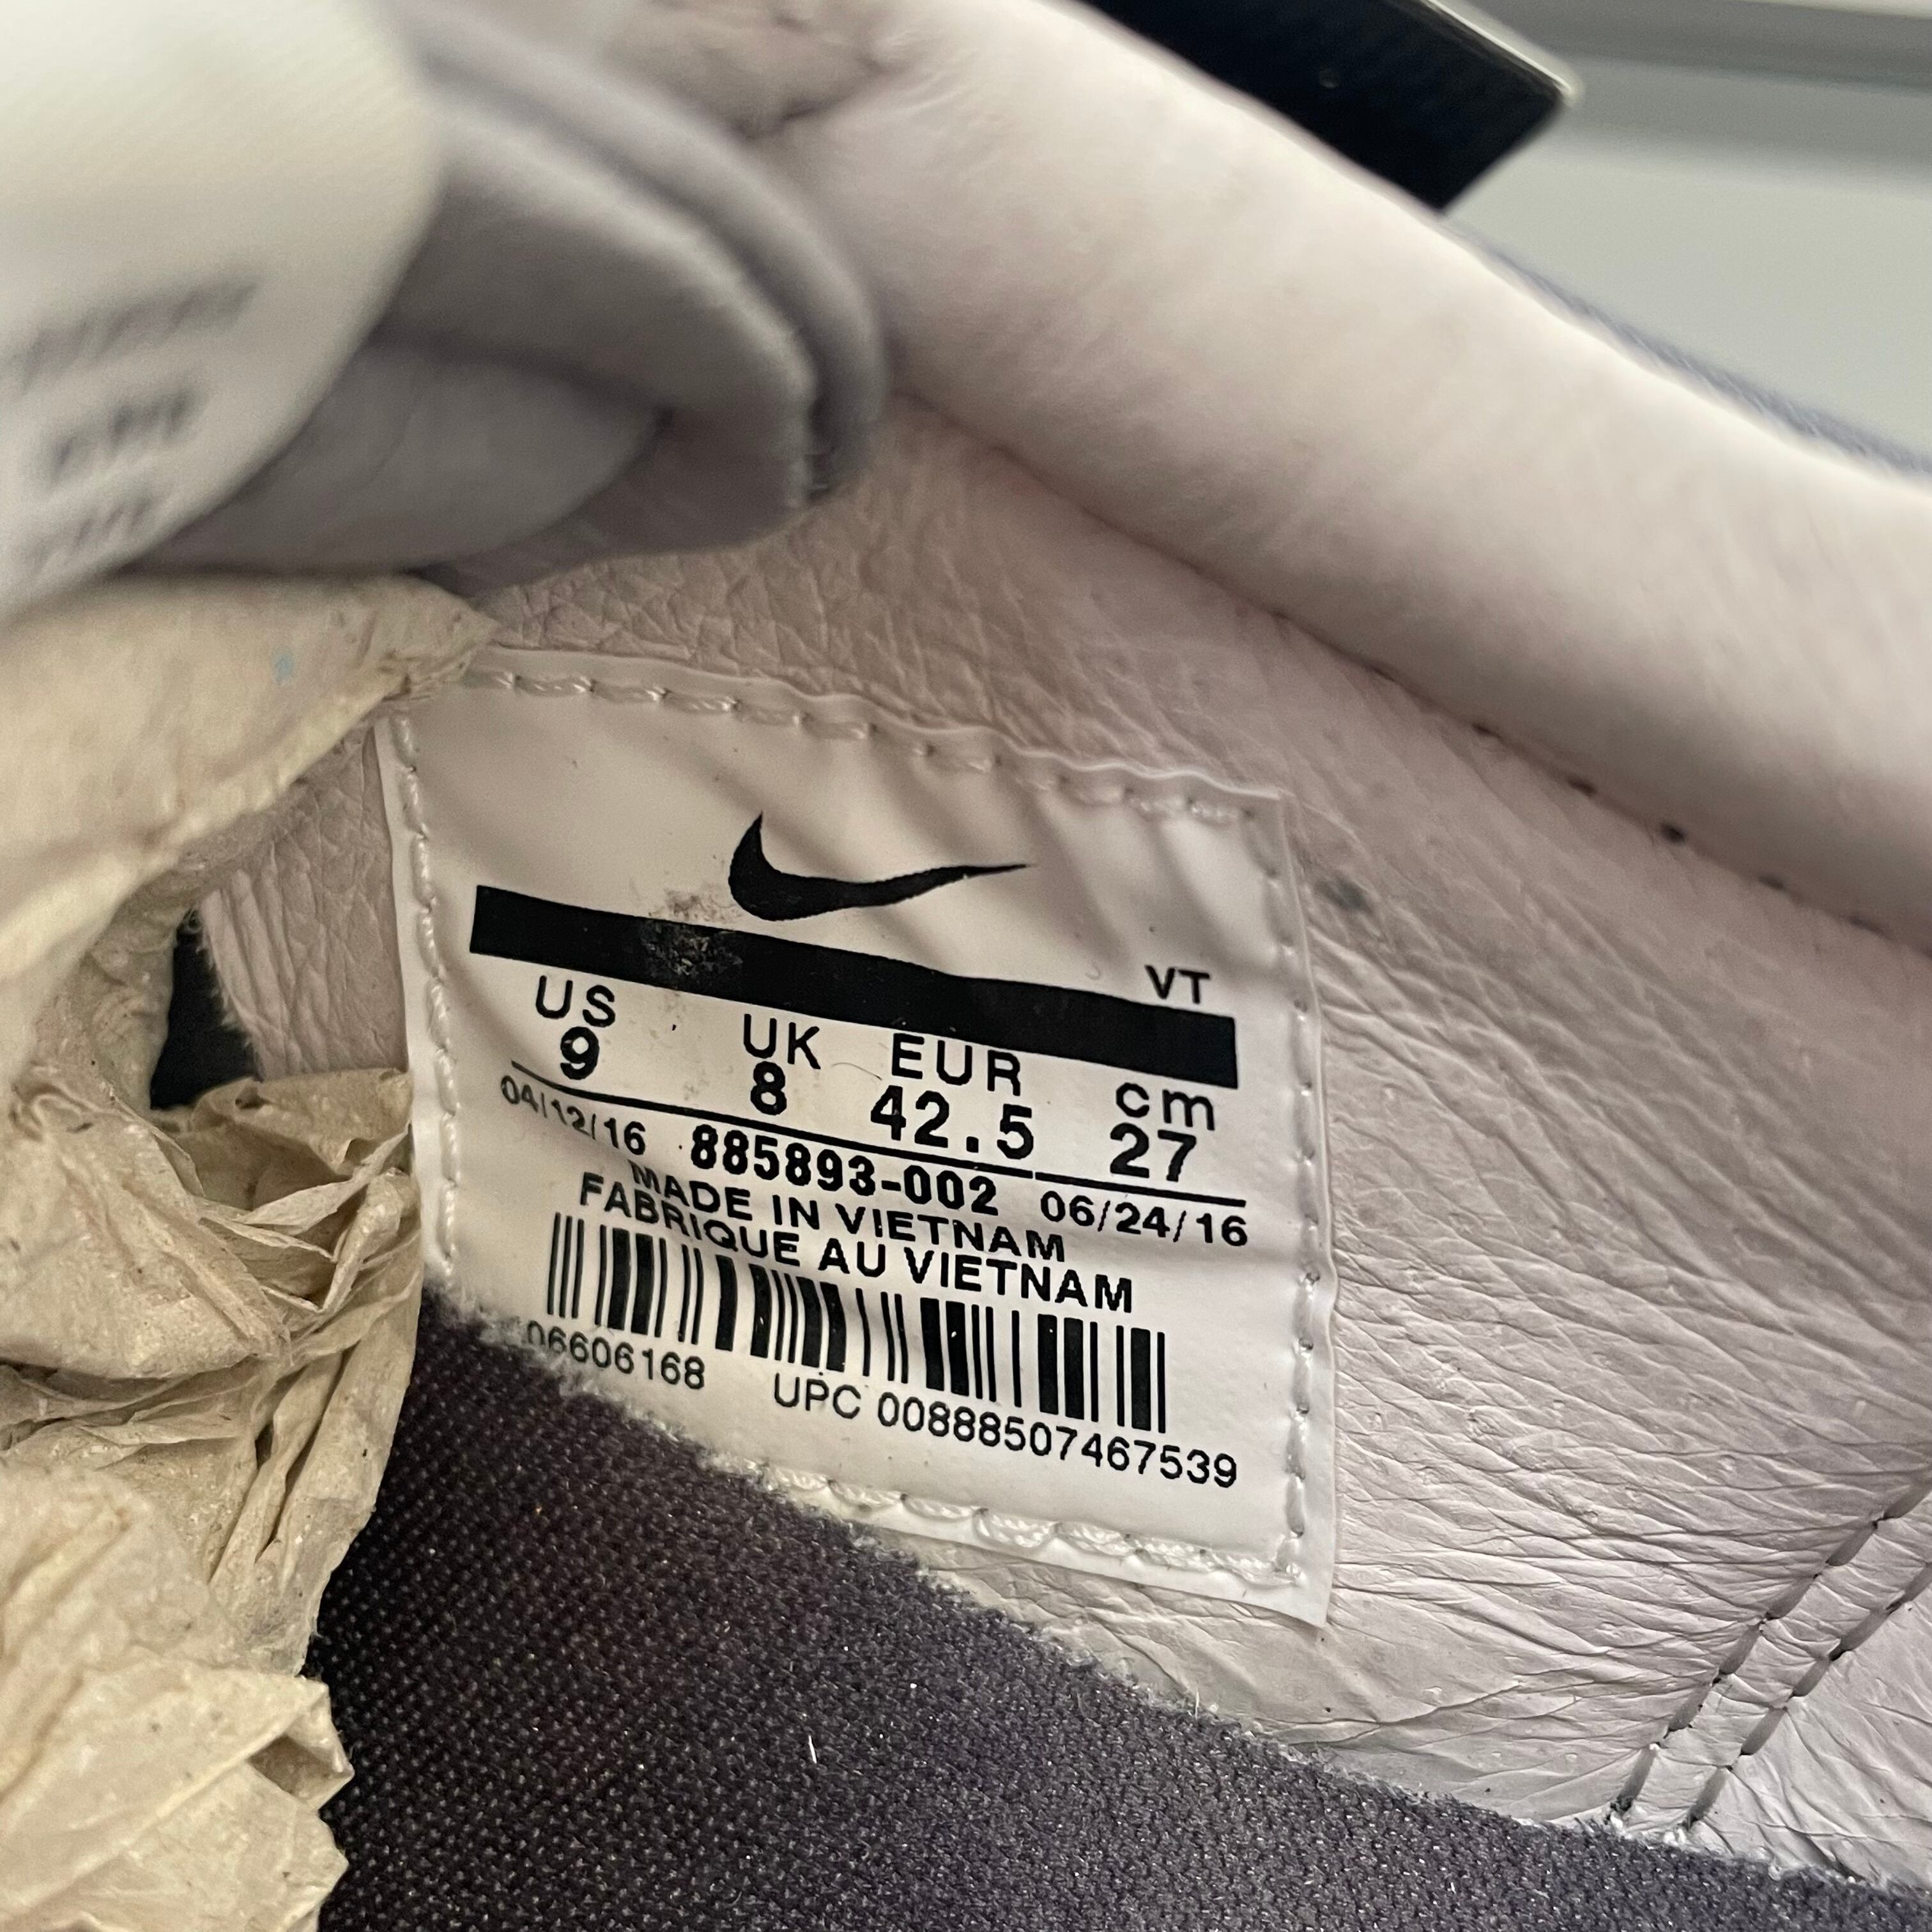 VT
US UK EUR cm
9 8 42.5 27
04/12/16 885893-002 06/24/16
MADE IN VIETNAM
FABRIQUE AU VIETNAM
06606168 UPC 00888507467539